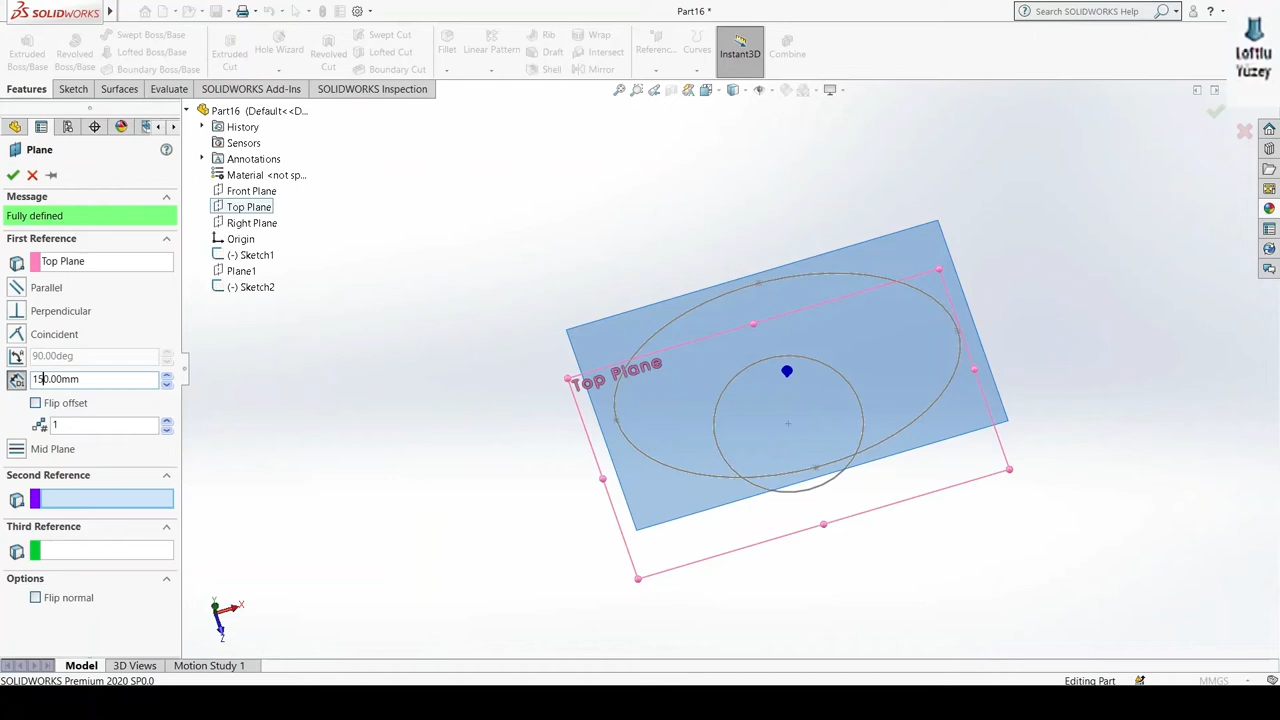 SOLIDWORKS
Part16 *
Search SOLIDWORKS Help
Loftlu
Yüzey
Extruded Boss/Base
Revolved Boss/Base
Swept Boss/Base
Lofted Boss/Base
Boundary Boss/Base
Extruded Cut
Hole Wizard
Revolved Cut
Swept Cut
Lofted Cut
Boundary Cut
Fillet
Linear Pattern
Rib
Draft
Shell
Wrap
Intersect
Mirror
Referenc...
Curves
Instant3D
Combine
Features
Sketch
Surfaces
Evaluate
SOLIDWORKS Add-Ins
SOLIDWORKS Inspection
Plane
Message
Fully defined
First Reference
Top Plane
Parallel
Perpendicular
Coincident
90.00deg
150.00mm
Flip offset
1
Mid Plane
Second Reference
Third Reference
Options
Flip normal
Part16 (Default<<D...
History
Sensors
Annotations
Material <not sp...
Front Plane
Top Plane
Right Plane
Origin
(-) Sketch1
Plane1
(-) Sketch2
Top Plane
Y
X
Z
Model
3D Views
Motion Study 1
SOLIDWORKS Premium 2020 SP0.0
Editing Part
MMGS